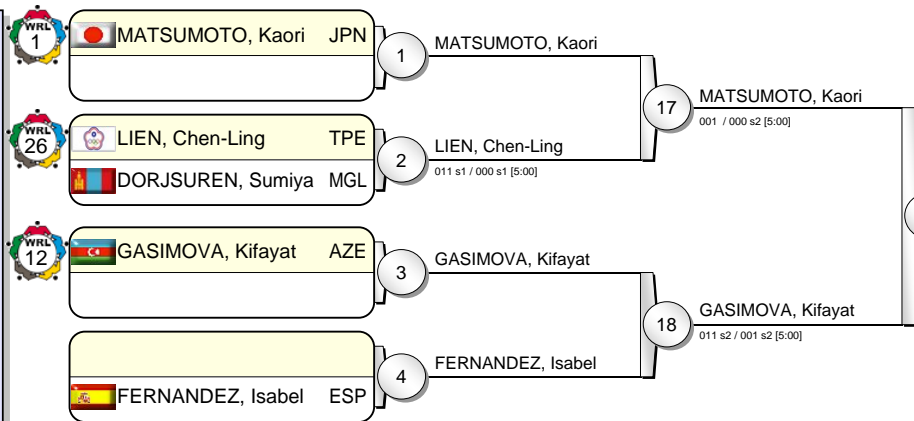 WRL
1
MATSUMOTO, Kaori JPN
1
MATSUMOTO, Kaori
17
MATSUMOTO, Kaori
001 / 000 s2 [5:00]
WRL
26
LIEN, Chen-Ling TPE
DORJSUREN, Sumiya MGL
2
LIEN, Chen-Ling
011 s1 / 000 s1 [5:00]
WRL
12
GASIMOVA, Kifayat AZE
3
GASIMOVA, Kifayat
18
GASIMOVA, Kifayat
011 s2 / 001 s2 [5:00]
FERNANDEZ, Isabel ESP
4
FERNANDEZ, Isabel